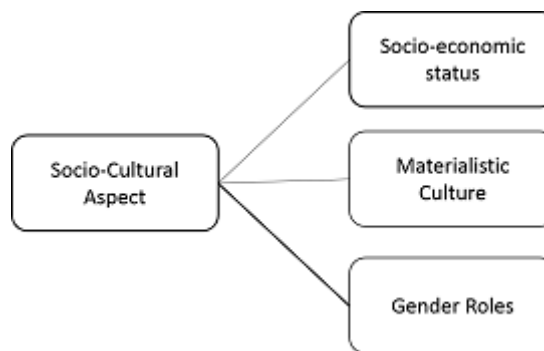 Socio-economic
status
Socio-Cultural
Aspect
Materialistic
Culture
Gender Roles